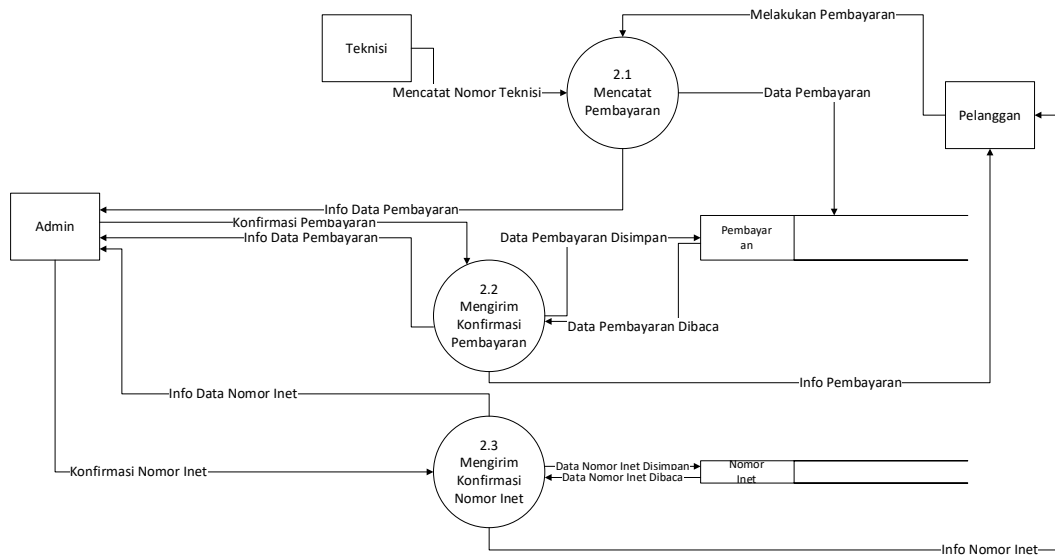 Melakukan Pembayaran
Teknisi
2.1
Mencatat
Pembayaran
Mencatat Nomor Teknisi
Data Pembayaran
Pelanggan
Info Data Pembayaran
Konfirmasi Pembayaran
Info Data Pembayaran
Admin
Data Pembayaran Disimpan
Pembayar
an
2.2
Mengirim
Konfirmasi
Pembayaran
Data Pembayaran Dibaca
Info Pembayaran
Info Data Nomor Inet
2.3
Mengirim
Konfirmasi
Nomor Inet
Konfirmasi Nomor Inet
Data Nomor Inet Disimpan
Data Nomor Inet Dibaca
Nomor
Inet
Info Nomor Inet